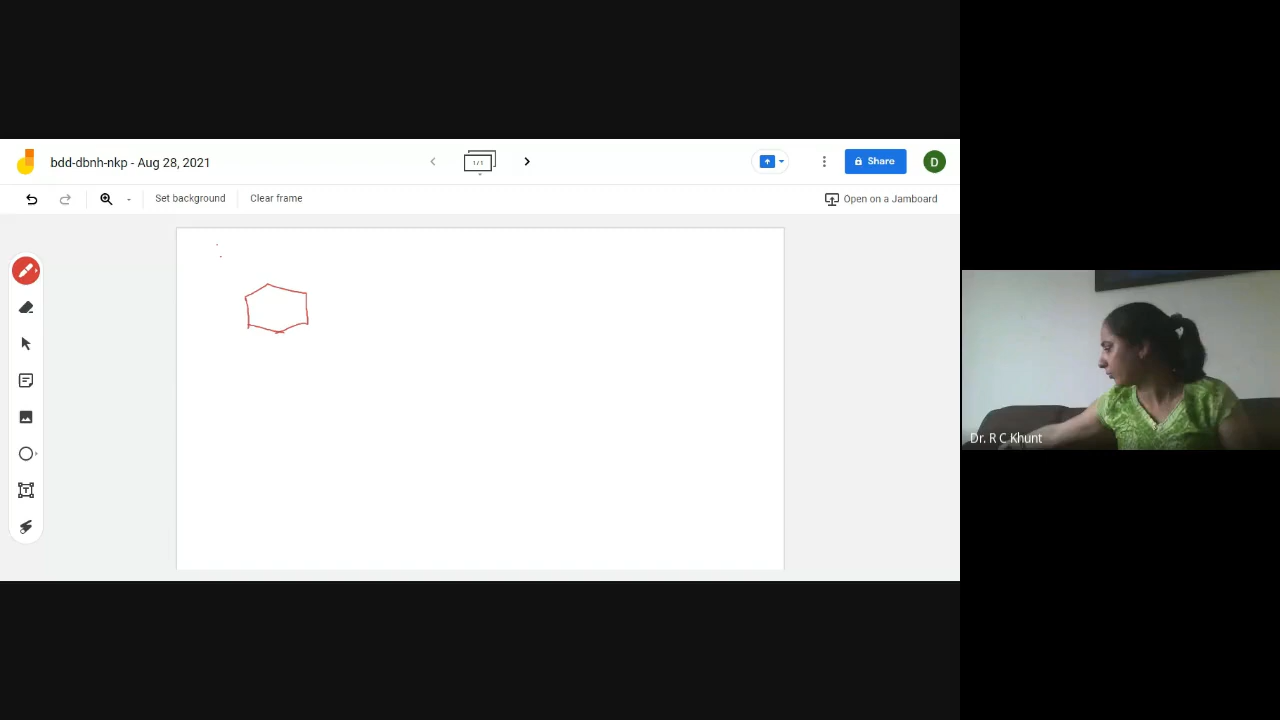 bdd-dbnh-nkp - Aug 28, 2021
1 / 1
Share
D
Set background
Clear frame
Open on a Jamboard
T
Dr. R C Khunt